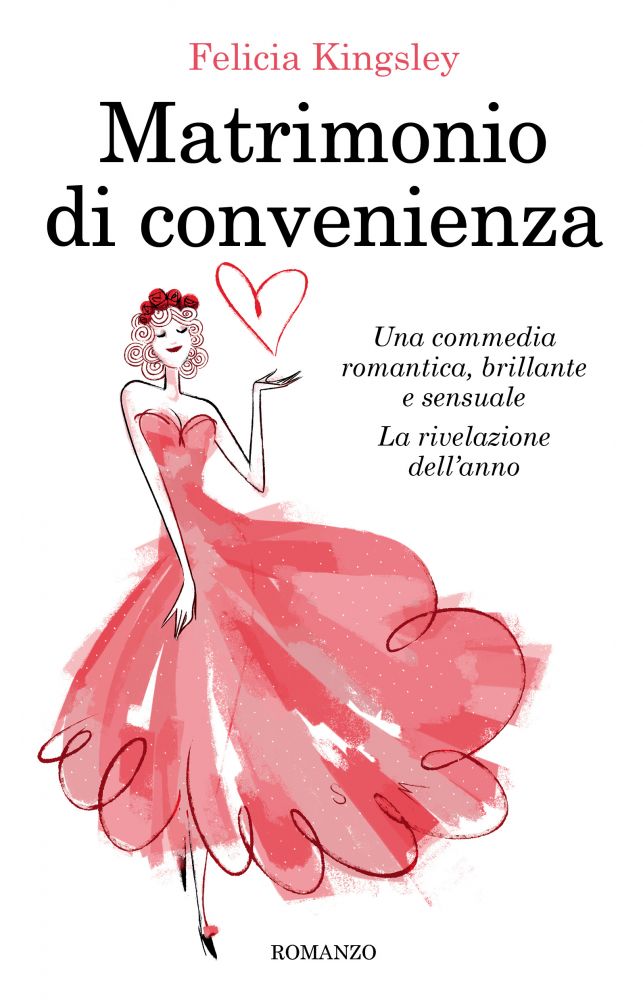 Felicia Kingsley
Matrimonio
di convenienza
Una commedia
romantica, brillante
e sensuale
La rivelazione
dell'anno
ROMANZO